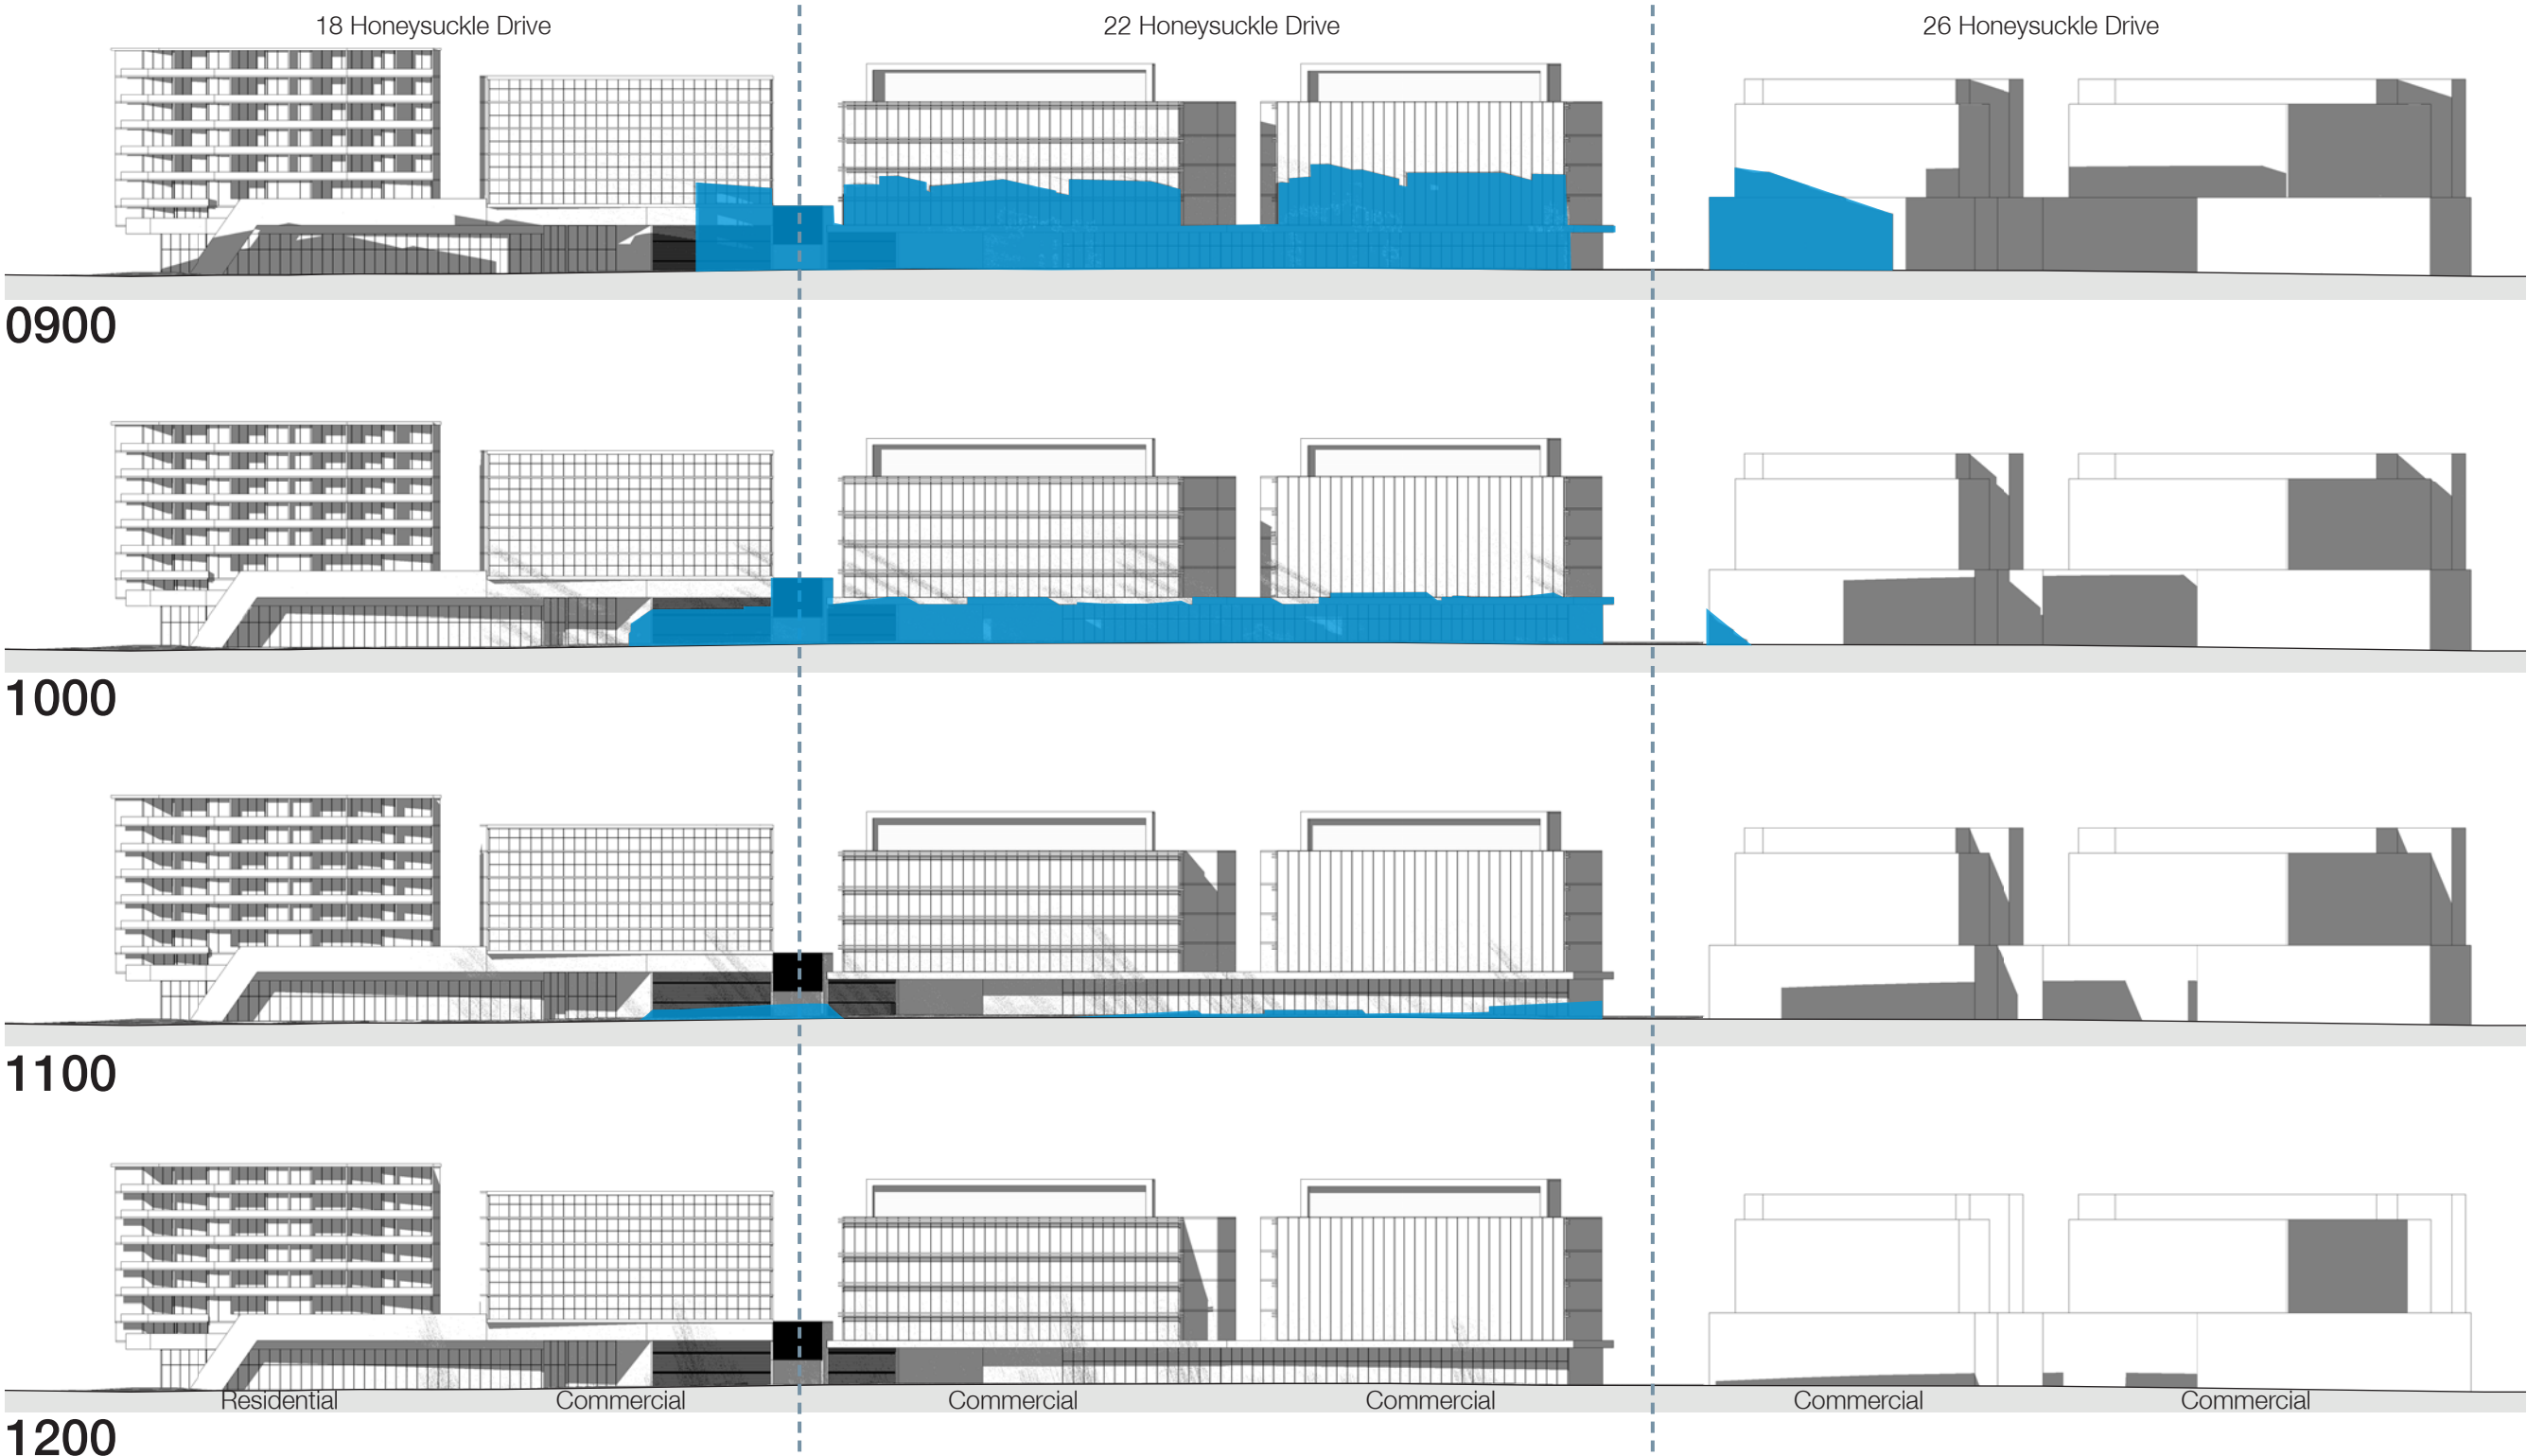 18 Honeysuckle Drive
22 Honeysuckle Drive
26 Honeysuckle Drive
0900
1000
1100
Residential
Commercial
Commercial
Commercial
Commercial
Commercial
1200